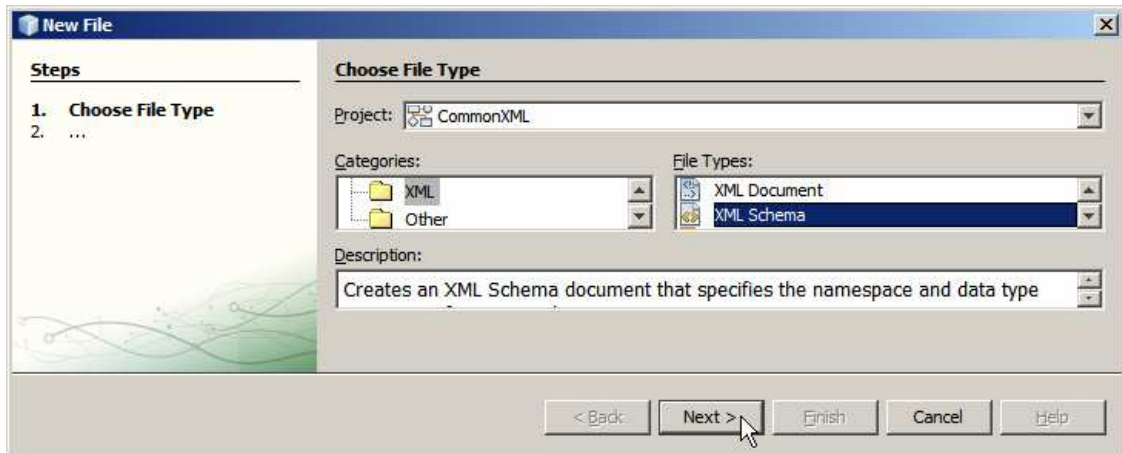 New File
Steps
1. Choose File Type
2. ...
Choose File Type
Project: CommonXML
Categories:
XML
Other
File Types:
XML Document
XML Schema
Description:
Creates an XML Schema document that specifies the namespace and data type
< Back
Next >
Finish
Cancel
Help